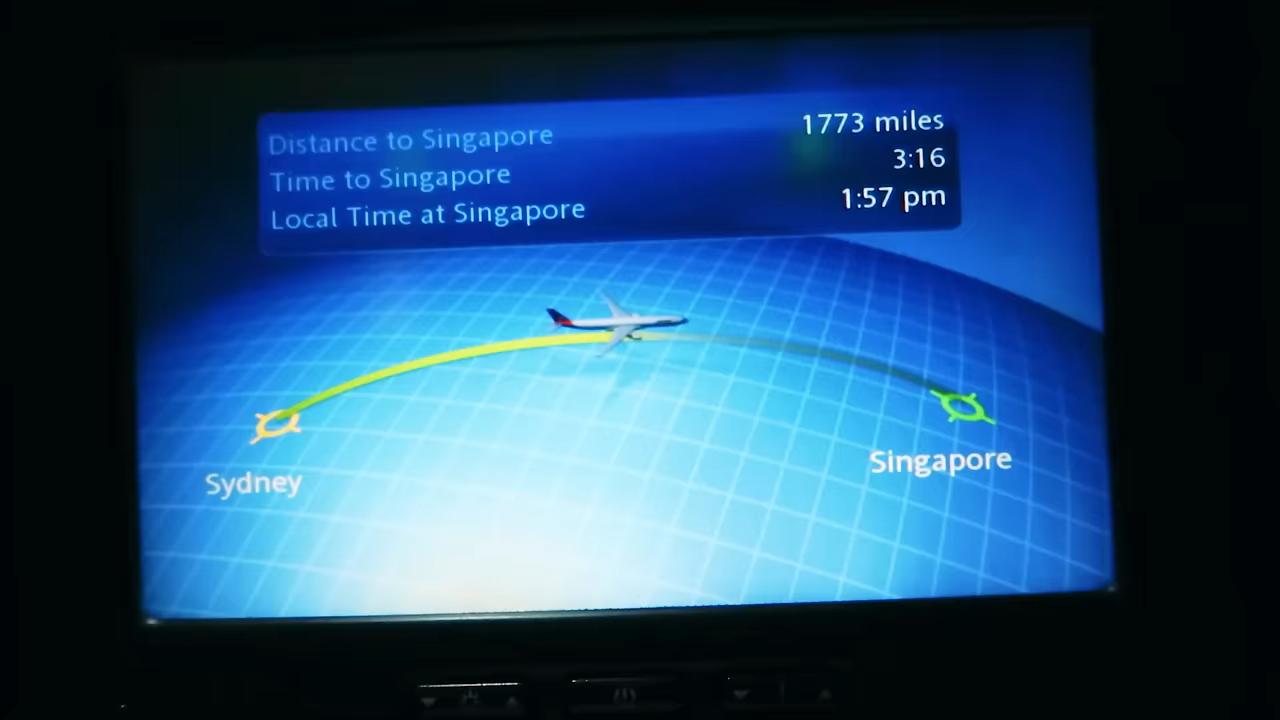 Distance to Singapore 1773 miles
Time to Singapore 3:16
Local Time at Singapore 1:57 pm
Sydney
Singapore